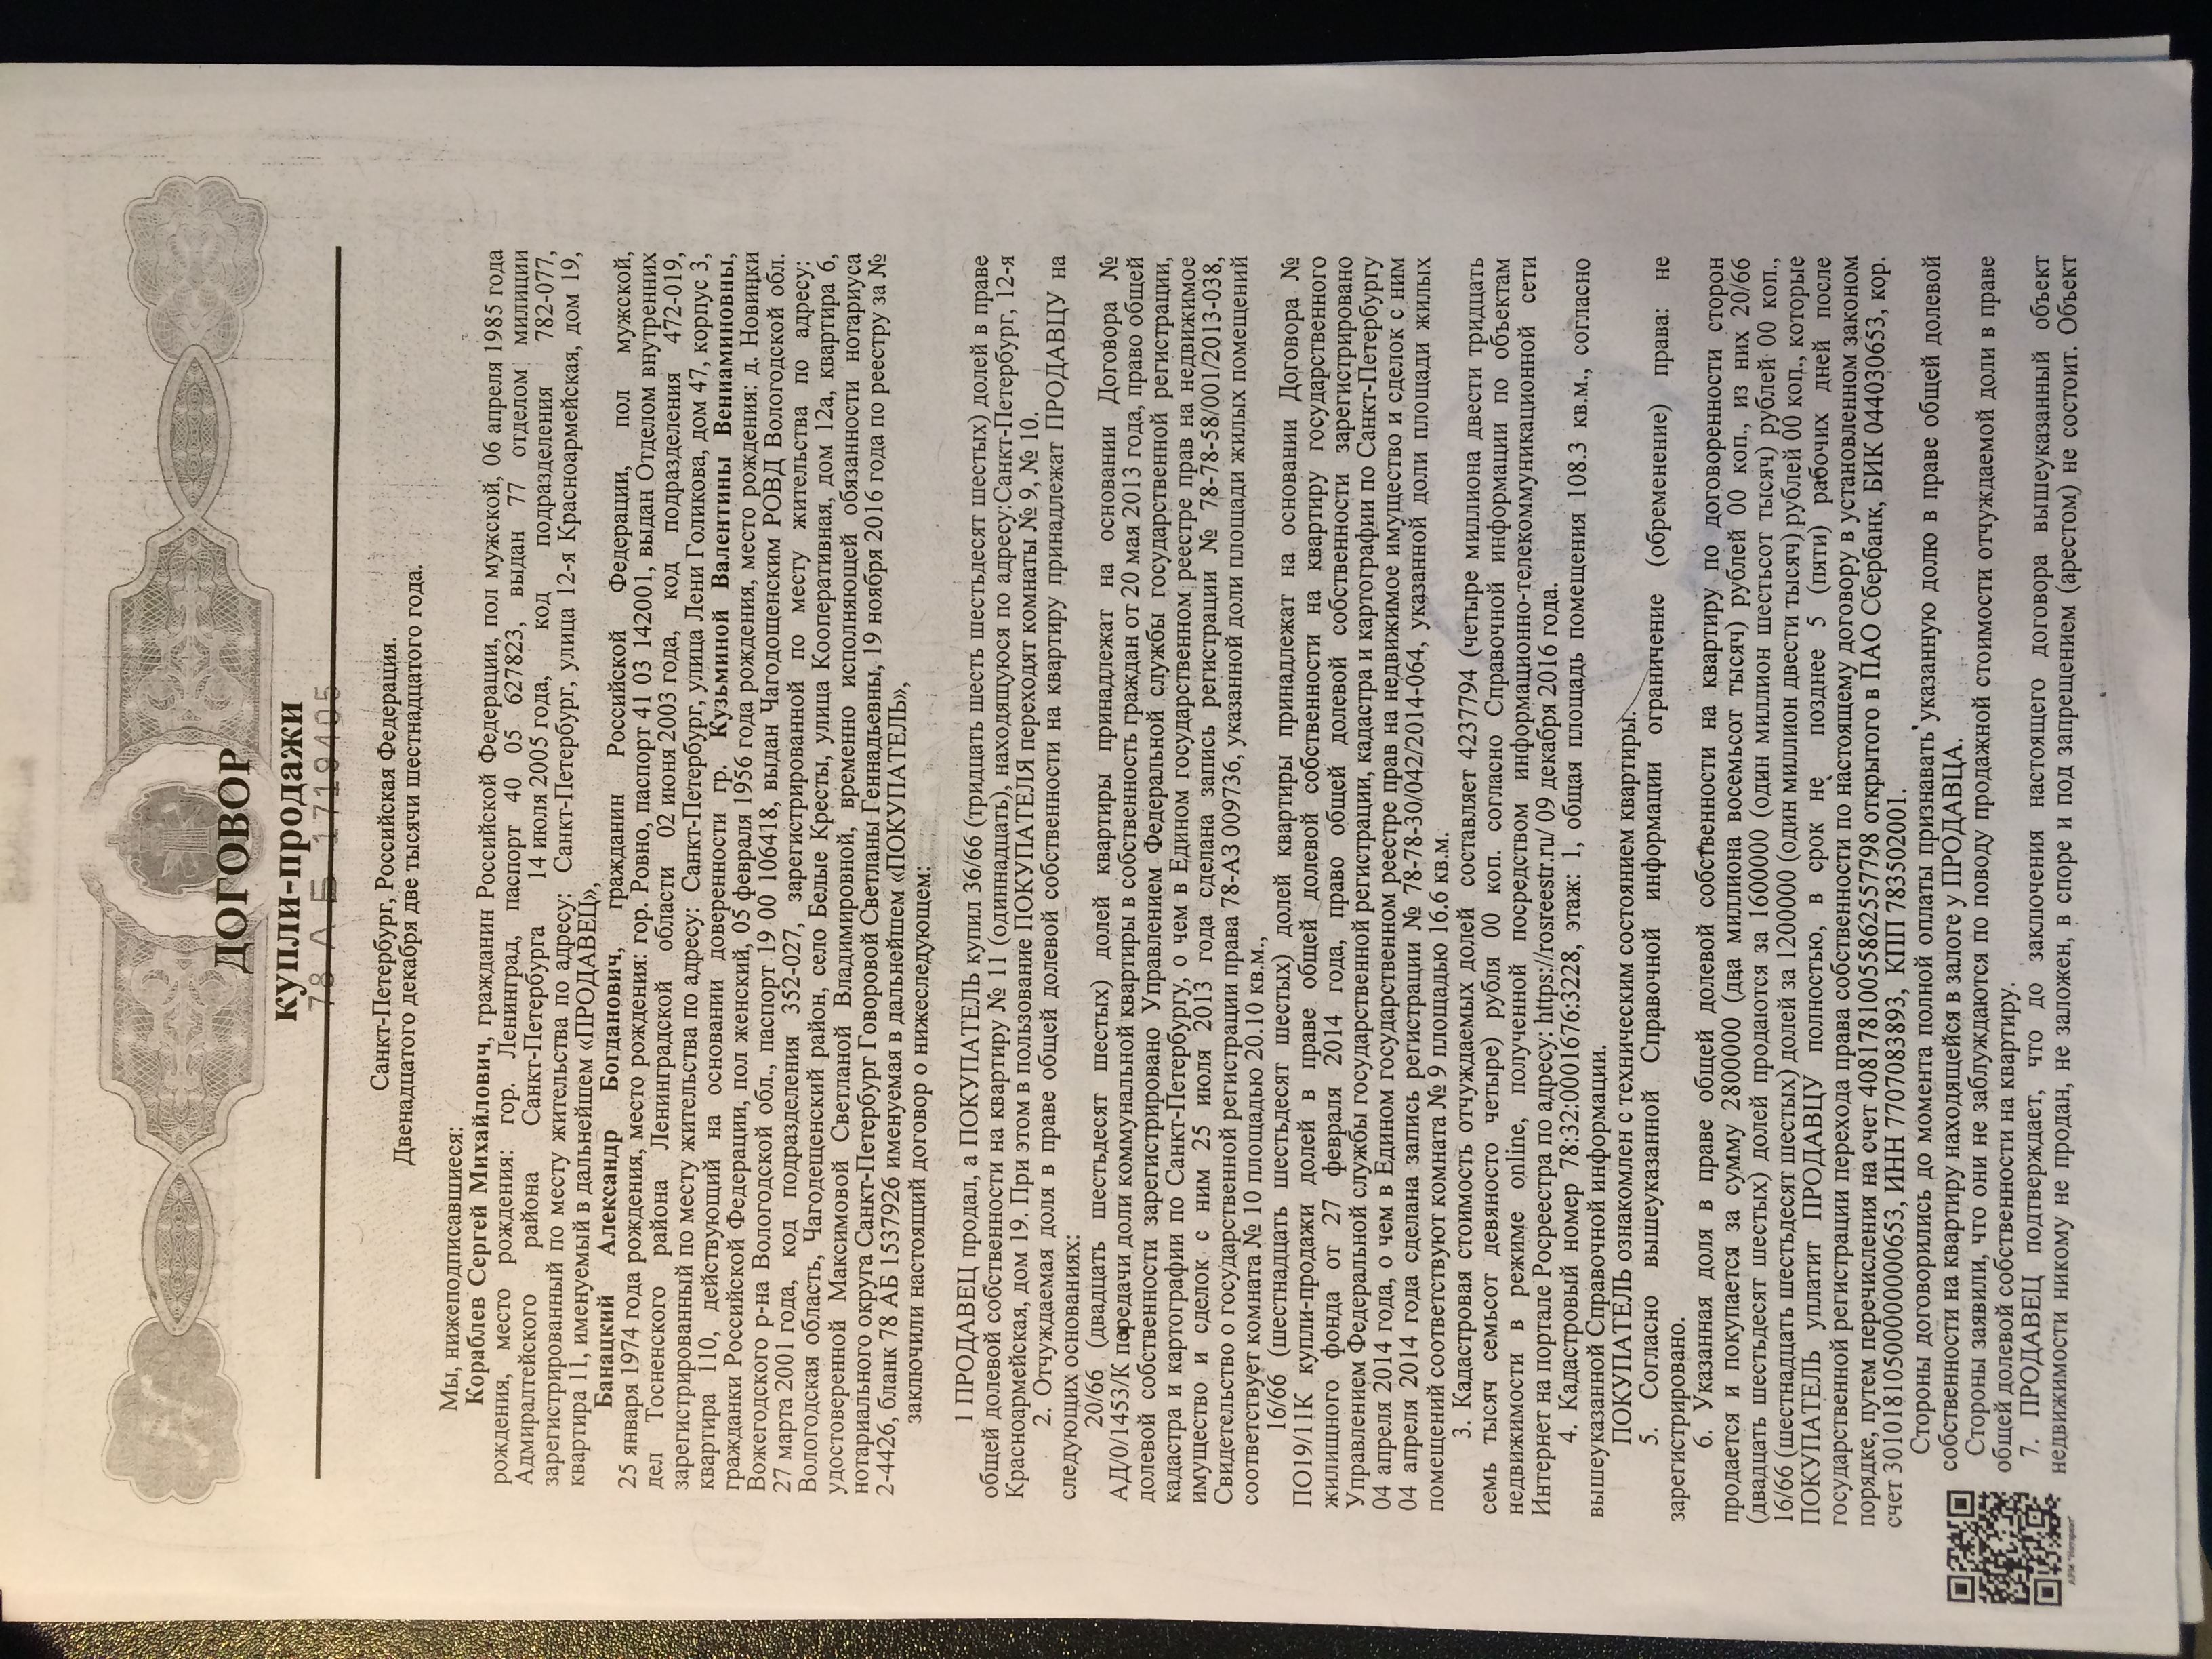 ДОГОВОР
купли-продажи
78 А Б 1719405
Санкт-Петербург, Российская Федерация.
Двенадцатого декабря две тысячи шестнадцатого года.
Мы, нижеподписавшиеся:
Кораблев Сергей Михайлович, гражданин Российской Федерации, пол мужской, 06 апреля 1985 года
рождения, место рождения: гор. Ленинград, паспорт 40 05 627823, выдан 77 отделом милиции
Адмиралтейского района Санкт-Петербурга 14 июля 2005 года, код подразделения 782-077,
зарегистрированный по месту жительства по адресу: Санкт-Петербург, улица 12-я Красноармейская, дом 19,
квартира 11, именуемый в дальнейшем «ПРОДАВЕЦ»,
Банацкий Александр Богданович, гражданин Российской Федерации, пол мужской,
25 января 1974 года рождения, место рождения: гор. Ровно, паспорт 41 03 142001, выдан Отделом внутренних
дел Тосненского района Ленинградской области 02 июня 2003 года, код подразделения 472-019,
зарегистрированный по месту жительства по адресу: Санкт-Петербург, улица Лени Голикова, дом 47, корпус 3,
квартира 110, действующий на основании доверенности гр. Кузьминой Валентины Вениаминовны,
гражданки Российской Федерации, пол женский, 05 февраля 1956 года рождения, место рождения: д. Новинки
Вожегодского р-на Вологодской обл., паспорт 19 00 106418, выдан Чагодощенским РОВД Вологодской обл.
27 марта 2001 года, код подразделения 352-027, зарегистрированной по месту жительства по адресу:
Вологодская область, Чагодещенский район, село Белые Кресты, улица Кооперативная, дом 12а, квартира 6,
удостоверенной Максимовой Светланой Владимировной, временно исполняющей обязанности нотариуса
нотариального округа Санкт-Петербург Говоровой Светланы Геннадьевны, 19 ноября 2016 года по реестру за №
2-4426, бланк 78 АБ 1537926 именуемая в дальнейшем «ПОКУПАТЕЛЬ»,
заключили настоящий договор о нижеследующем:
1 ПРОДАВЕЦ продал, а ПОКУПАТЕЛЬ купил 36/66 (тридцать шесть шестьдесят шестых) долей в праве
общей долевой собственности на квартиру № 11 (одиннадцать), находящуюся по адресу:Санкт-Петербург, 12-я
Красноармейская, дом 19. При этом в пользование ПОКУПАТЕЛЯ переходят комнаты № 9, № 10.
2. Отчуждаемая доля в праве общей долевой собственности на квартиру принадлежат ПРОДАВЦУ на
следующих основаниях:
20/66 (двадцать шестьдесят шестых) долей квартиры принадлежат на основании Договора №
АД/0/1453/К передачи доли коммунальной квартиры в собственность граждан от 20 мая 2013 года, право общей
долевой собственности зарегистрировано Управлением Федеральной службы государственной регистрации,
кадастра и картографии по Санкт-Петербургу, о чем в Едином государственном реестре прав на недвижимое
имущество и сделок с ним 25 июля 2013 года сделана запись регистрации № 78-78-58/001/2013-038,
Свидетельство о государственной регистрации права 78-АЗ 009736, указанной доли площади жилых помещений
соответствует комната № 10 площадью 20.10 кв.м.,
16/66 (шестнадцать шестьдесят шестых) долей квартиры принадлежат на основании Договора №
ПО19/11К купли-продажи долей в праве общей долевой собственности на квартиру государственного
жилищного фонда от 27 февраля 2014 года, право общей долевой собственности зарегистрировано
Управлением Федеральной службы государственной регистрации, кадастра и картографии по Санкт-Петербургу
04 апреля 2014 года, о чем в Едином государственном реестре прав на недвижимое имущество и сделок с ним
04 апреля 2014 года сделана запись регистрации № 78-78-30/042/2014-064, указанной доли площади жилых
помещений соответствуют комната № 9 площадью 16.6 кв.м.
3. Кадастровая стоимость отчуждаемых долей составляет 4237794 (четыре миллиона двести тридцать
семь тысяч семьсот девяносто четыре) рубля 00 коп. согласно Справочной информации по объектам
недвижимости в режиме online, полученной посредством информационно-телекоммуникационной сети
Интернет на портале Росреестра по адресу: https://rosreestr.ru/ 09 декабря 2016 года.
4. Кадастровый номер 78:32:0001676:3228, этаж: 1, общая площадь помещения 108.3 кв.м., согласно
вышеуказанной Справочной информации.
ПОКУПАТЕЛЬ ознакомлен с техническим состоянием квартиры.
5. Согласно вышеуказанной Справочной информации ограничение (обременение) права: не
зарегистрировано.
6. Указанная доля в праве общей долевой собственности на квартиру по договоренности сторон
продается и покупается за сумму 2800000 (два миллиона восемьсот тысяч) рублей 00 коп., из них 20/66
(двадцать шестьдесят шестых) долей продаются за 1600000 (один миллион шестьсот тысяч) рублей 00 коп.,
16/66 (шестнадцать шестьдесят шестых) долей за 1200000 (один миллион двести тысяч) рублей 00 коп., которые
ПОКУПАТЕЛЬ уплатит ПРОДАВЦУ полностью, в срок не позднее 5 (пяти) рабочих дней после
государственной регистрации перехода права собственности по настоящему договору в установленном законом
порядке, путем перечисления на счет 40817810055862557798 открытого в ПАО Сбербанк, БИК 044030653, кор.
счет 30101810500000000653, ИНН 7707083893, КПП 783502001.
Стороны договорились до момента полной оплаты признавать указанную долю в праве общей долевой
собственности на квартиру находящейся в залоге у ПРОДАВЦА.
Стороны заявили, что они не заблуждаются по поводу продажной стоимости отчуждаемой доли в праве
общей долевой собственности на квартиру.
7. ПРОДАВЕЦ подтверждает, что до заключения настоящего договора вышеуказанный объект
недвижимости никому не продан, не заложен, в споре и под запрещением (арестом) не состоит. Объект